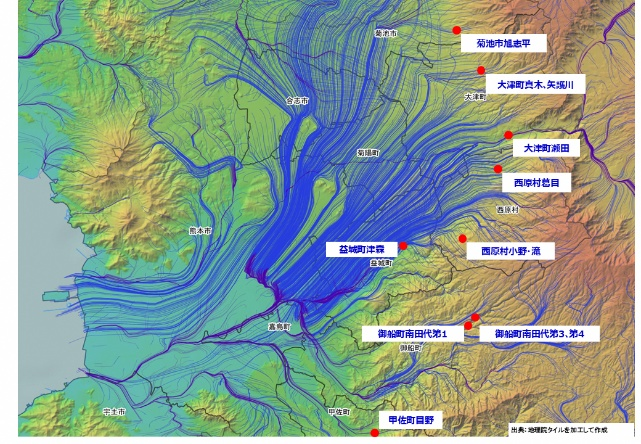 菊池市
菊池市旭志平
大津町真木、矢護川
大津町
合志市
大津町瀬田
菊陽町
西原村葛目
西原村
熊本市
益城町津森
西原村小野・滝
益城町
嘉島町
御船町南田代第1
御船町南田代第3、第4
御船町
宇土市
甲佐町
甲佐町目野
出典：地理院タイルを加工して作成